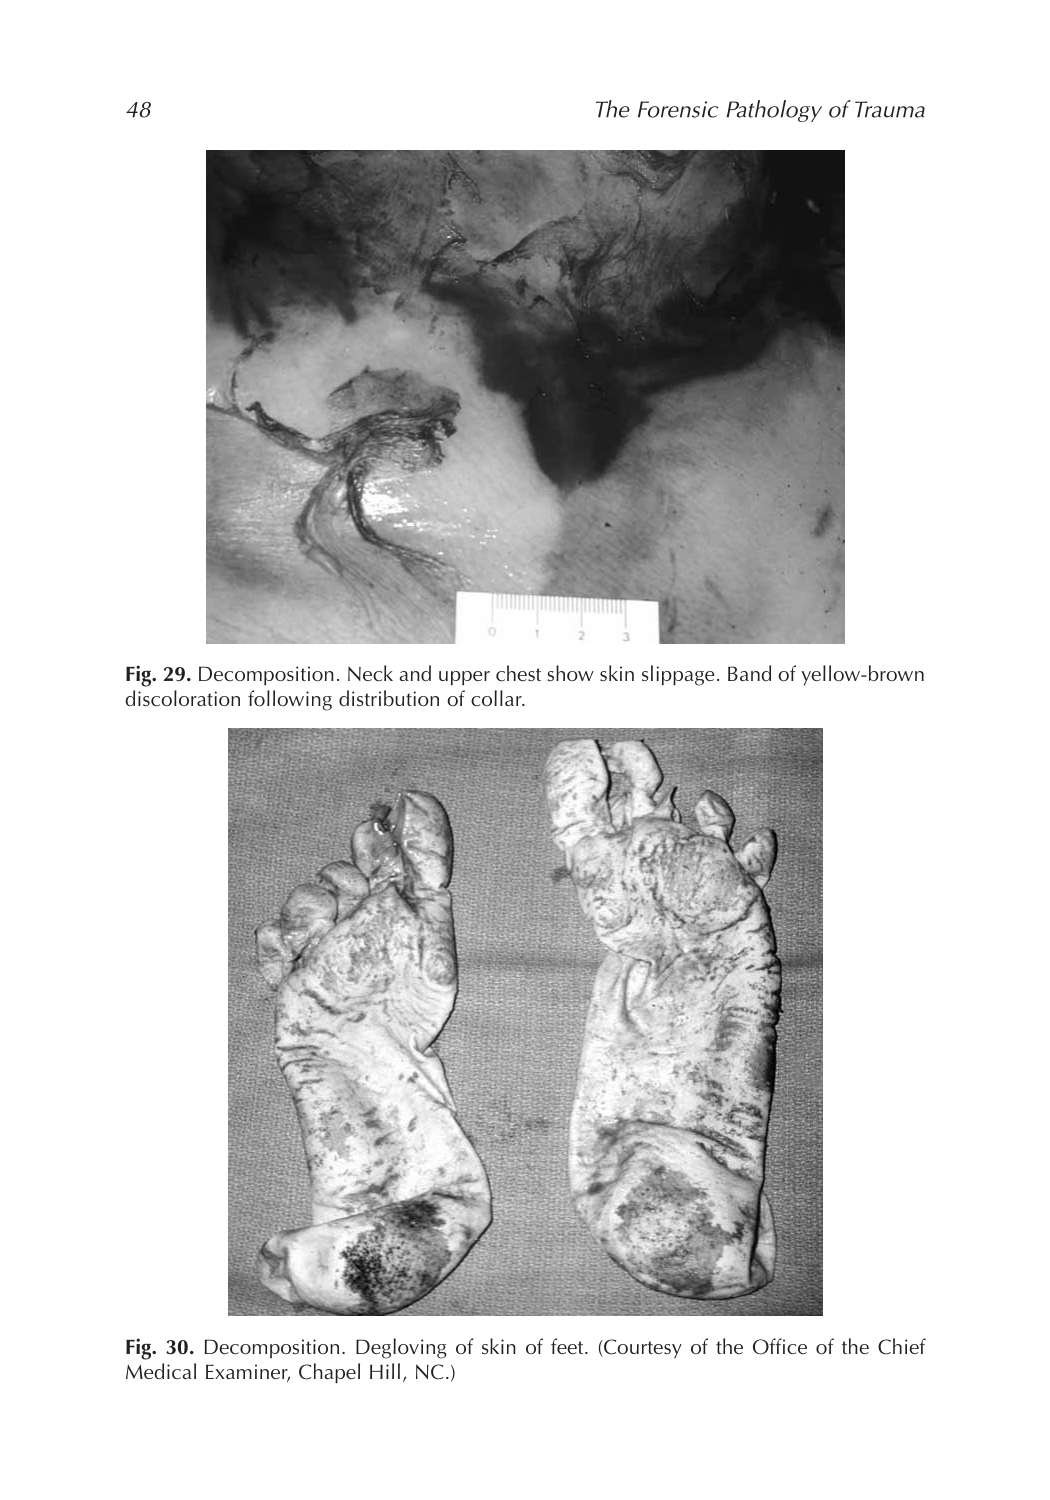 48 The Forensic Pathology of Trauma
0 1 2 3
Fig. 29. Decomposition. Neck and upper chest show skin slippage. Band of yellow-brown
discoloration following distribution of collar.
Fig. 30. Decomposition. Degloving of skin of feet. (Courtesy of the Office of the Chief
Medical Examiner, Chapel Hill, NC.)